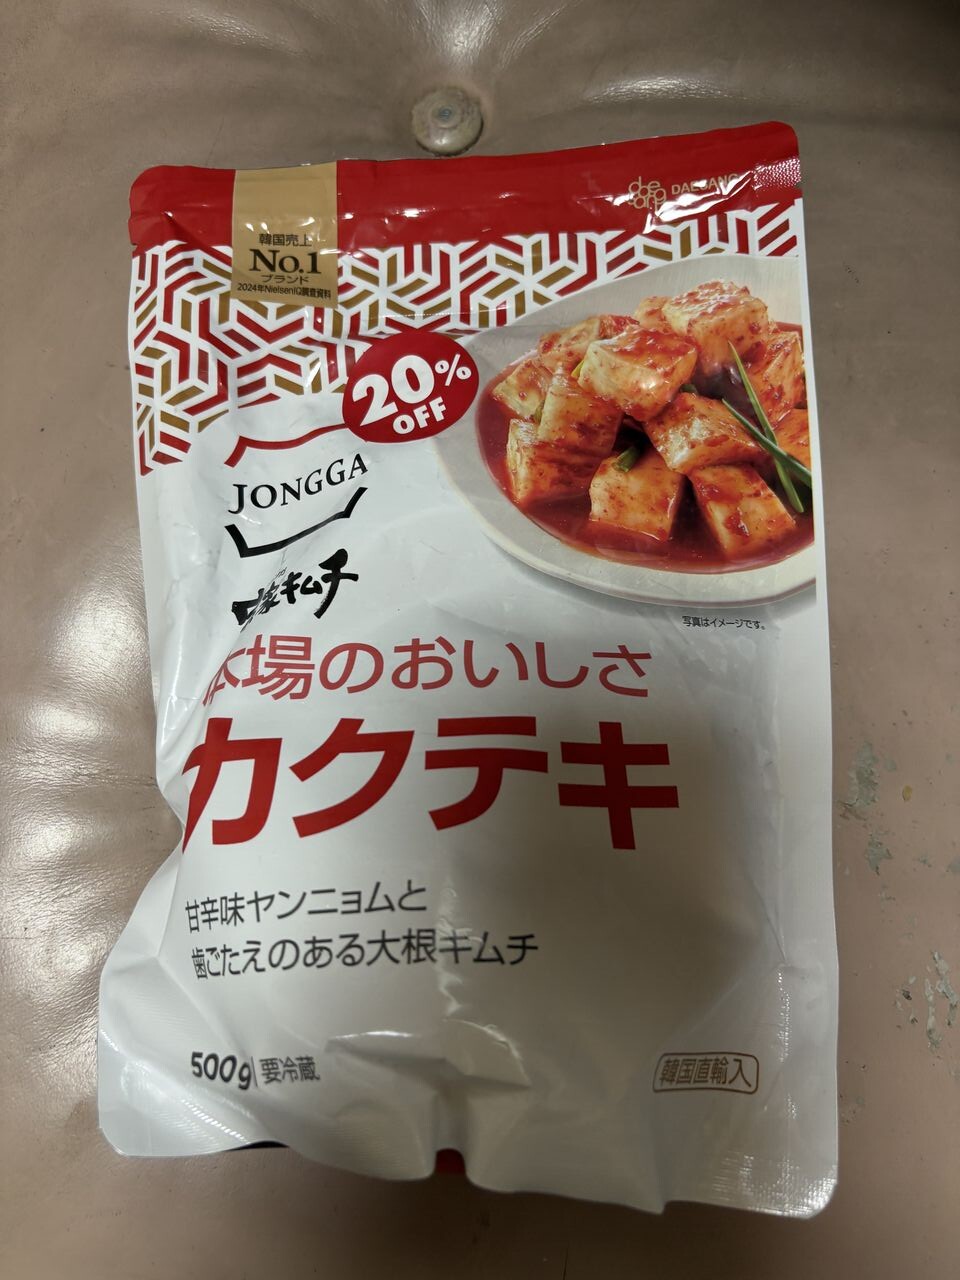 韓国売上
No.1
ブランド
2024年NielsenIQ調査資料
DAESANG
20%
OFF
JONGGA
宗家キムチ
写真はイメージです。
本場のおいしさ
カクテキ
甘辛味ヤンニョムと
歯ごたえのある大根キムチ
500g 要冷蔵
韓国直輸入